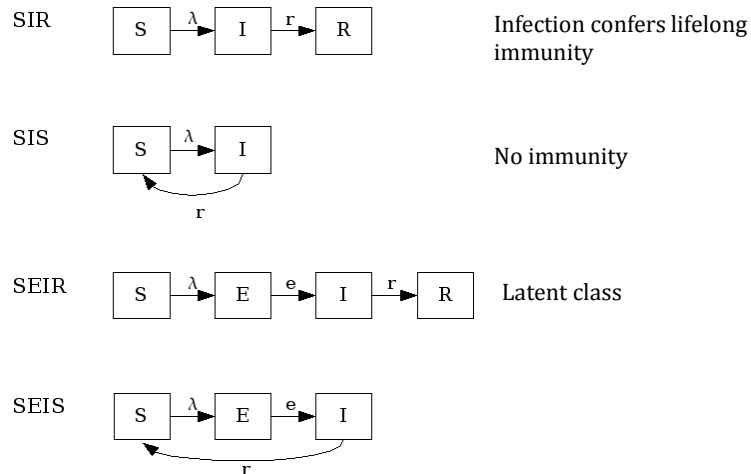 SIR
S λ I r R
Infection confers lifelong
immunity
SIS
S λ I
No immunity
r
SEIR
S λ E e I r R
Latent class
SEIS
S λ E e I
r